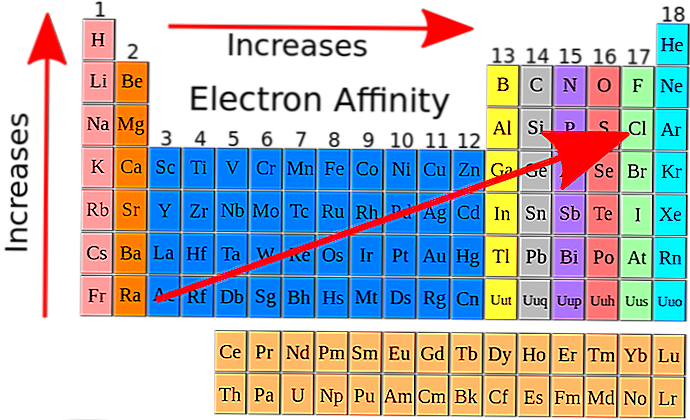 1 18
H Increases He
2 13 14 15 16 17
Li Be Electron Affinity B C N O F Ne
Na Mg Al Si P S Cl Ar
3 4 5 6 7 8 9 10 11 12
K Ca Sc Ti V Cr Mn Fe Co Ni Cu Zn Ga Ge Se Br Kr
Rb Sr Y Zr Nb Mo Tc Ru Rh Pd Ag Cd In Sn Sb Te I Xe
Cs Ba La Hf Ta W Re Os Ir Pt Au Hg Tl Pb Bi Po At Rn
Fr Ra Ac Rf Db Sg Bh Hs Mt Ds Rg Cn Uut Uuq Uup Uuh Uus Uuo
Increases
Ce Pr Nd Pm Sm Eu Gd Tb Dy Ho Er Tm Yb Lu
Th Pa U Np Pu Am Cm Bk Cf Es Fm Md No Lr